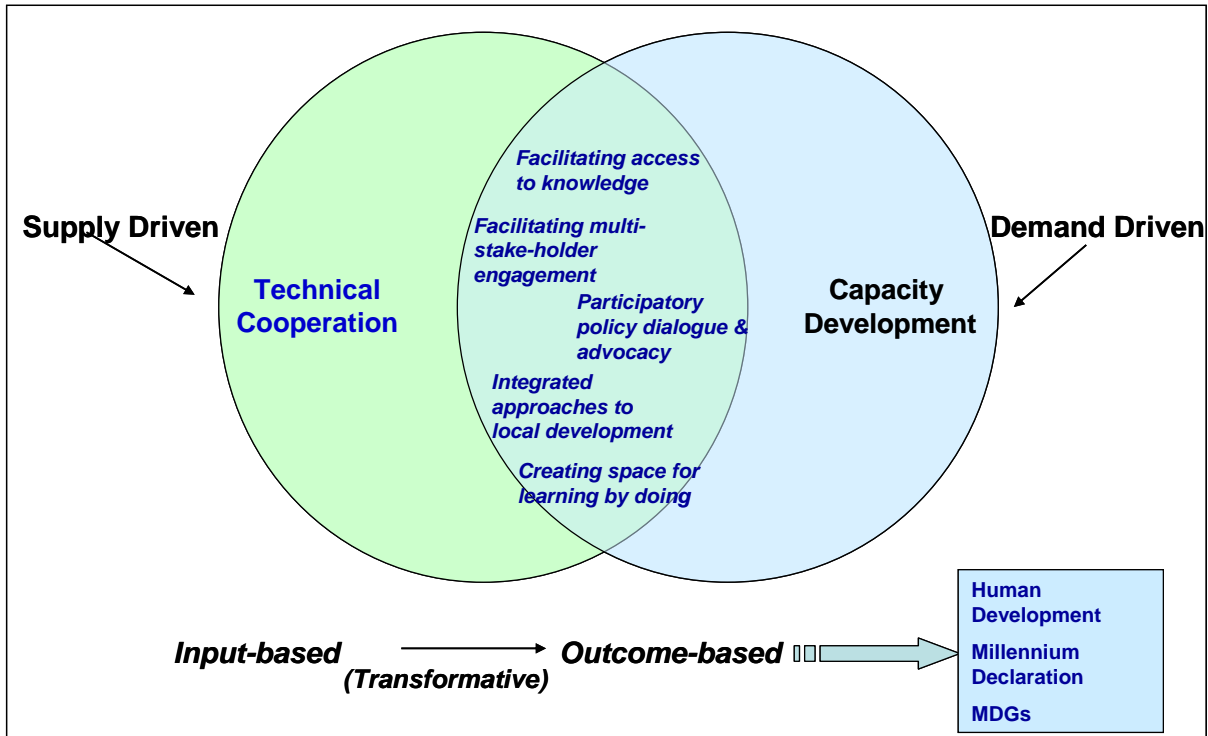 Facilitating access
to knowledge
Supply Driven
Facilitating multi-
stake-holder
engagement
Demand Driven
Technical
Cooperation
Participatory
policy dialogue &
advocacy
Capacity
Development
Integrated
approaches to
local development
Creating space for
learning by doing
Input-based
(Transformative)
Outcome-based
Human
Development
Millennium
Declaration
MDGs